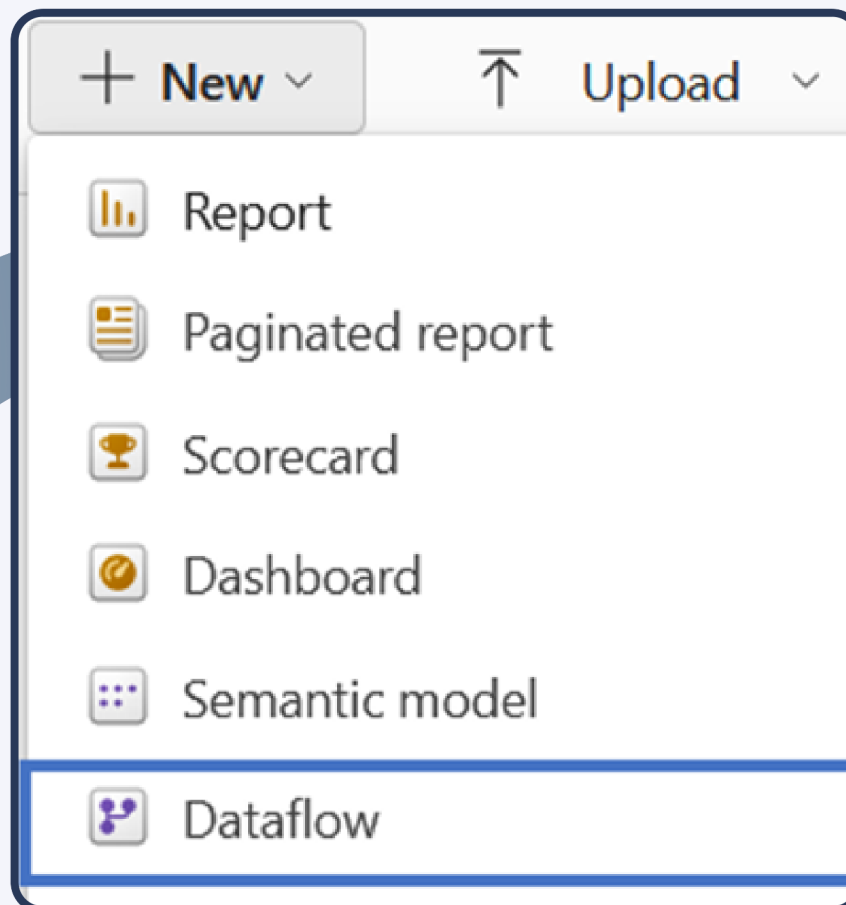 New Upload
Report
Paginated report
Scorecard
Dashboard
Semantic model
Dataflow